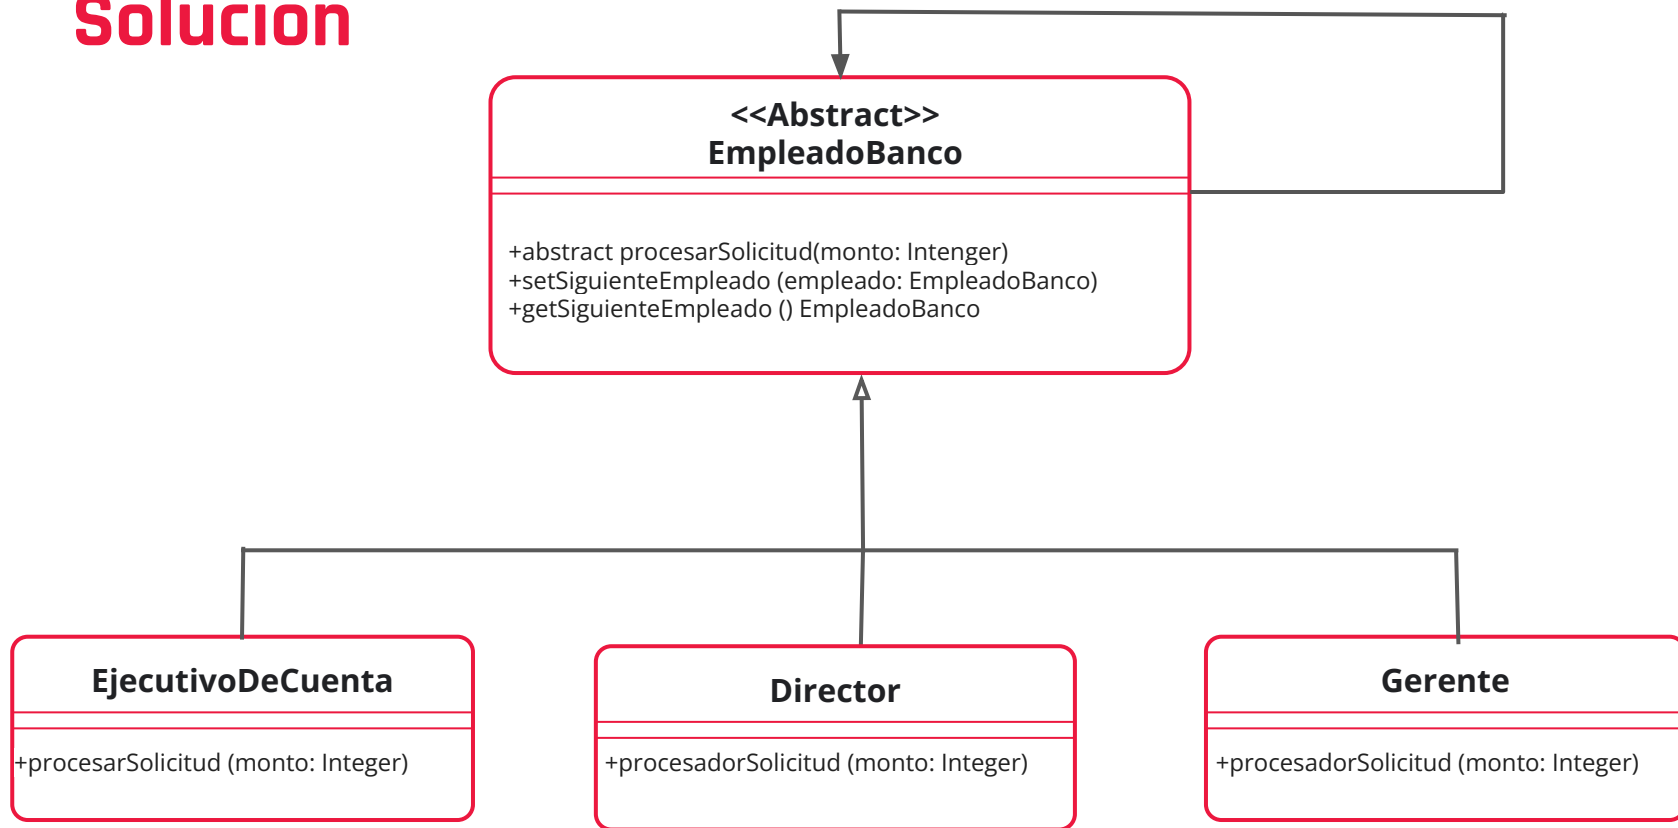 Solución
<<Abstract>>
EmpleadoBanco
+abstract procesarSolicitud(monto: Intenger)
+setSiguienteEmpleado (empleado: EmpleadoBanco)
+getSiguienteEmpleado () EmpleadoBanco
EjecutivoDeCuenta
+procesarSolicitud (monto: Integer)
Director
+procesadorSolicitud (monto: Integer)
Gerente
+procesadorSolicitud (monto: Integer)